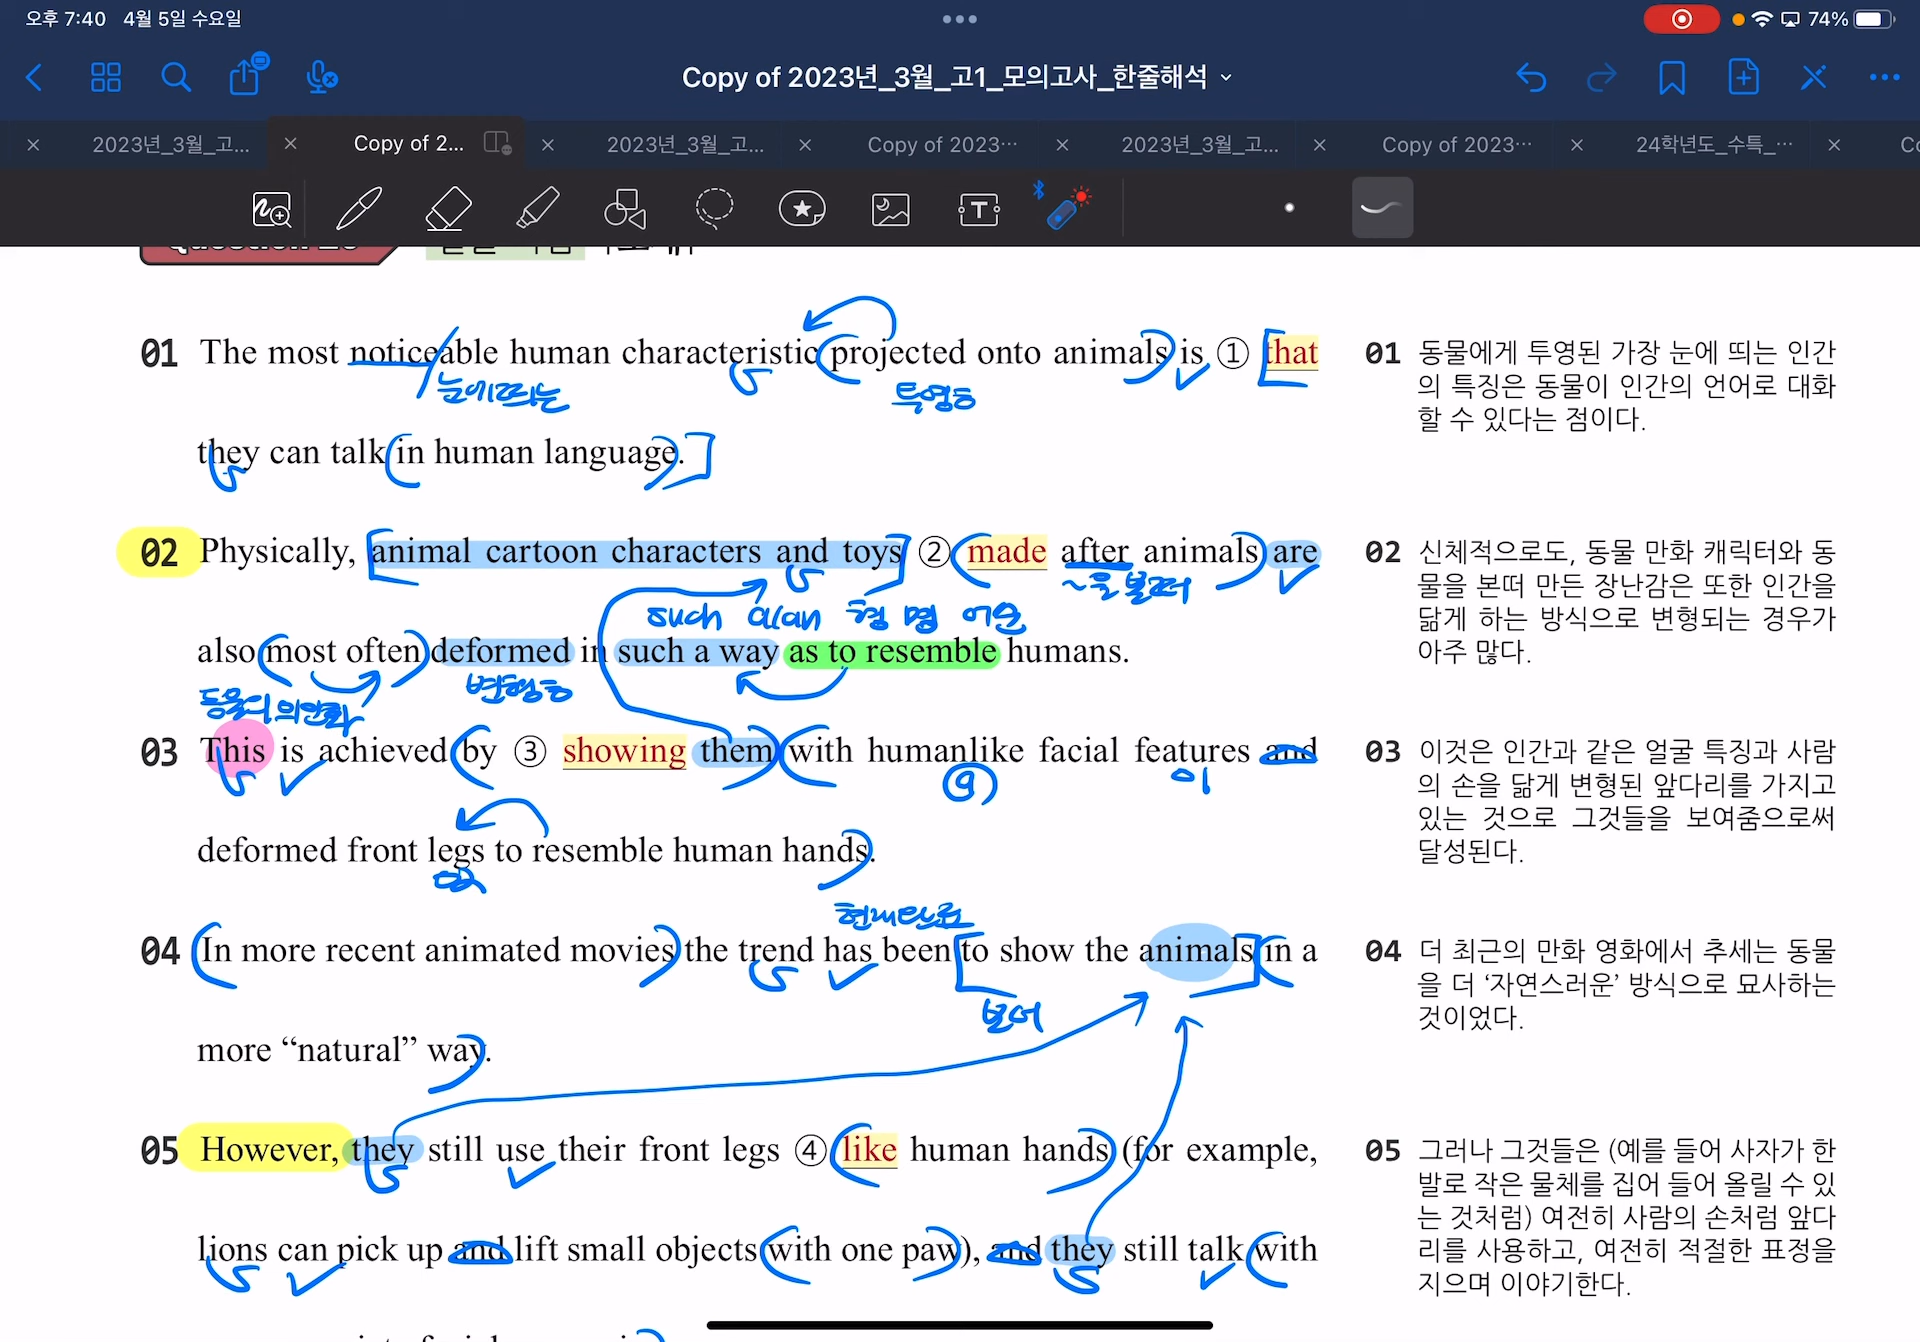 오후 7:40 4월 5일 수요일
74%
Copy of 2023년_3월_고1_모의고사_한줄해석
2023년_3월_고...
Copy of 2...
2023년_3월_고...
Copy of 2023...
2023년_3월_고...
Copy of 2023...
24학년도_수특_...
01 The most noticeable human characteristic projected onto animals is ① that
눈에띄는
투영된
they can talk in human language.
01 동물에게 투영된 가장 눈에 띄는 인간
의 특징은 동물이 인간의 언어로 대화
할 수 있다는 점이다.
02 Physically, animal cartoon characters and toys ② made after animals are
~을 본떠
such a/an 형 명 어순
also most often deformed in such a way as to resemble humans.
변형된
동물의 의인화
02 신체적으로도, 동물 만화 캐릭터와 동
물을 본떠 만든 장난감은 또한 인간을
닮게 하는 방식으로 변형되는 경우가
아주 많다.
03 This is achieved by ③ showing them with humanlike facial features and
이
deformed front legs to resemble human hands.
03 이것은 인간과 같은 얼굴 특징과 사람
의 손을 닮게 변형된 앞다리를 가지고
있는 것으로 그것들을 보여줌으로써
달성된다.
현재완료
04 In more recent animated movies the trend has been to show the animals in a
보어
more “natural” way.
04 더 최근의 만화 영화에서 추세는 동물
을 더 ‘자연스러운’ 방식으로 묘사하는
것이었다.
05 However, they still use their front legs ④ like human hands (for example,
lions can pick up and lift small objects with one paw), and they still talk with
05 그러나 그것들은 (예를 들어 사자가 한
발로 작은 물체를 집어 들어 올릴 수 있
는 것처럼) 여전히 사람의 손처럼 앞다
리를 사용하고, 여전히 적절한 표정을
지으며 이야기한다.